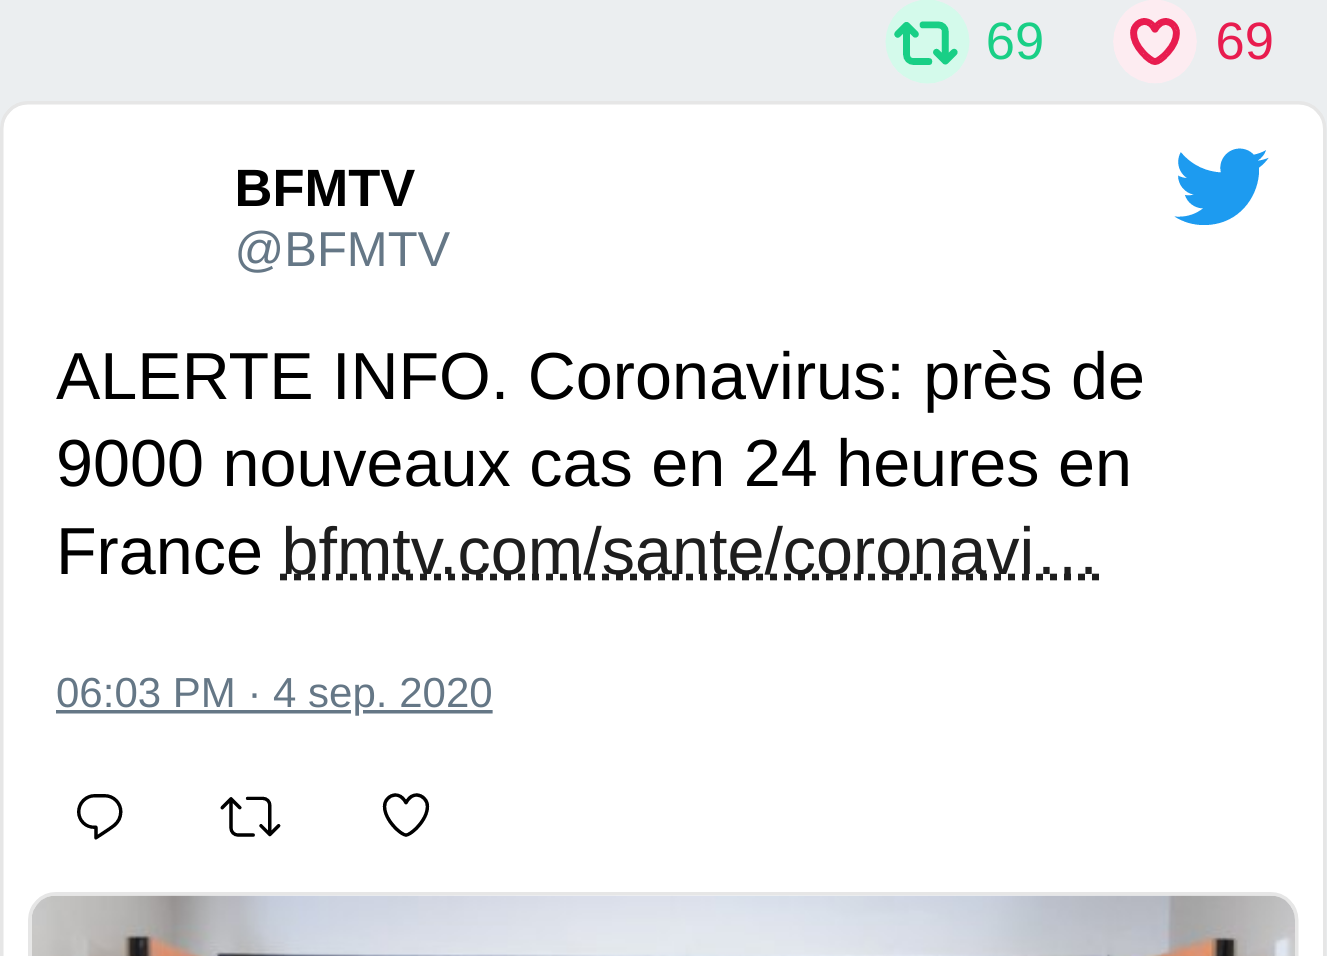 69 69
BFMTV
@BFMTV
ALERTE INFO. Coronavirus: près de
9000 nouveaux cas en 24 heures en
France bfmtv.com/sante/coronavi…
06:03 PM · 4 sep. 2020